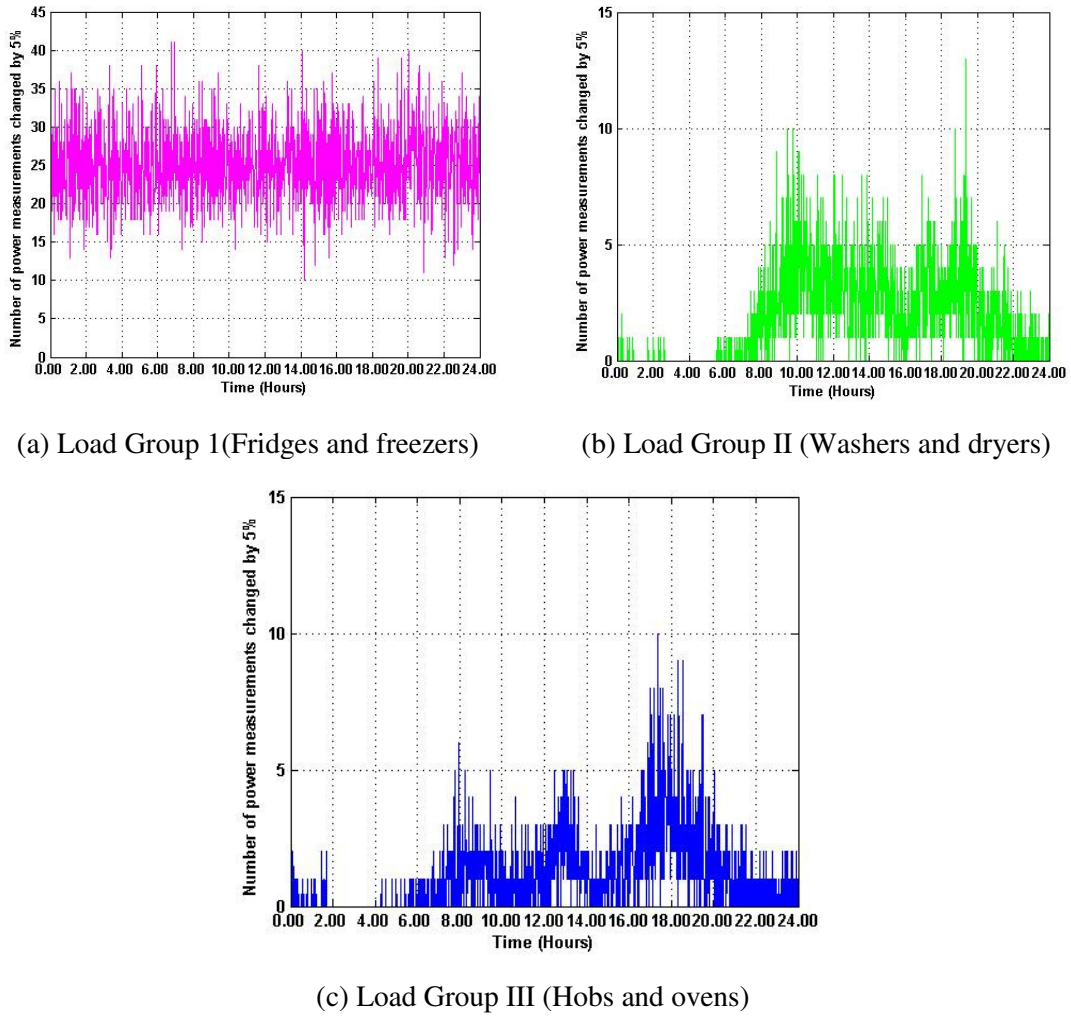 45
40
35
30
25
20
15
10
5
0
Number of power measurements changed by 5%
0.00 2.00 4.00 6.00 8.00 10.00 12.00 14.00 16.00 18.00 20.00 22.00 24.00
Time (Hours)
(a) Load Group 1(Fridges and freezers)
15
10
5
0
Number of power measurements changed by 5%
0.00 2.00 4.00 6.00 8.00 10.00 12.00 14.00 16.00 18.00 20.00 22.00 24.00
Time (Hours)
(b) Load Group II (Washers and dryers)
15
10
5
0
Number of power measurements changed by 5%
0.00 2.00 4.00 6.00 8.00 10.00 12.00 14.00 16.00 18.00 20.00 22.00 24.00
Time (Hours)
(c) Load Group III (Hobs and ovens)